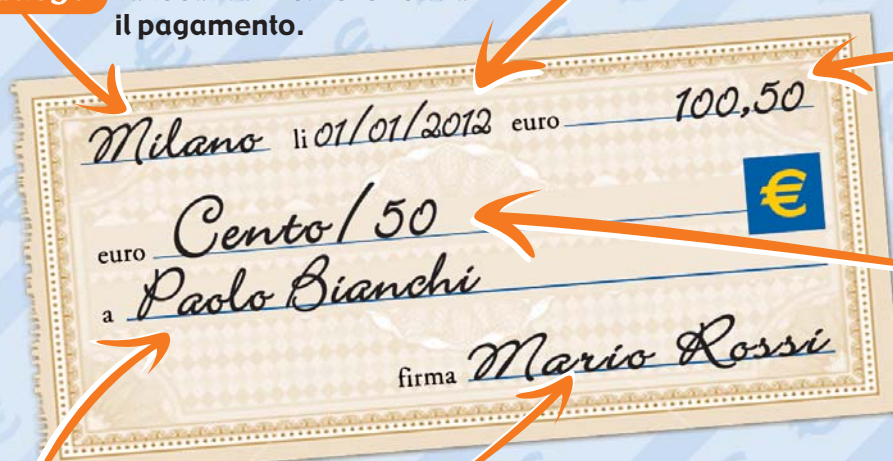 il pagamento.
Milano li 01/01/2012 euro 100,50
€
euro Cento/50
a Paolo Bianchi
firma Mario Rossi